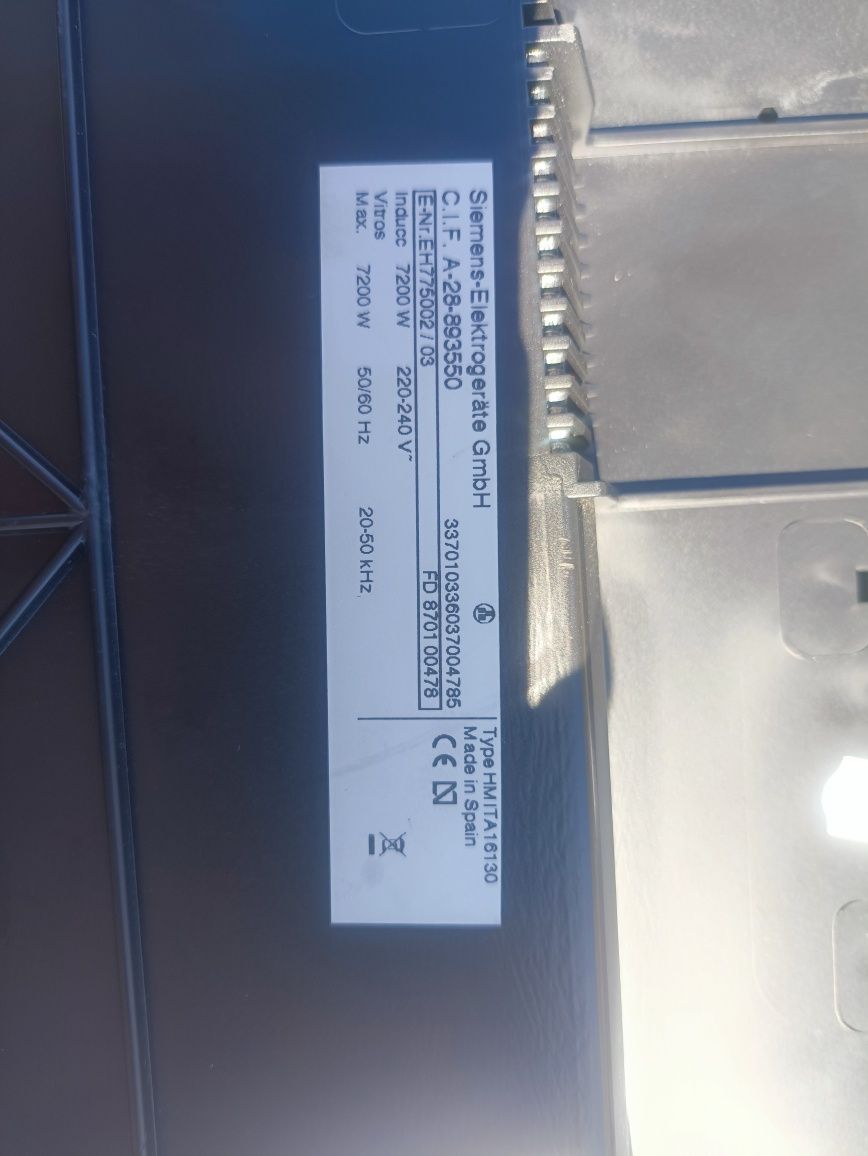 Siemens-Elektrogeräte GmbH
C.I.F. A-28-893550 337010336037004785
E-Nr.EH775002 / 03 FD 8701 00478
Inducc 7200 W 220-240 V~
Vitros
Max. 7200 W 50/60 Hz 20-50 kHz,
Type HMITA16130
Made in Spain
CE N